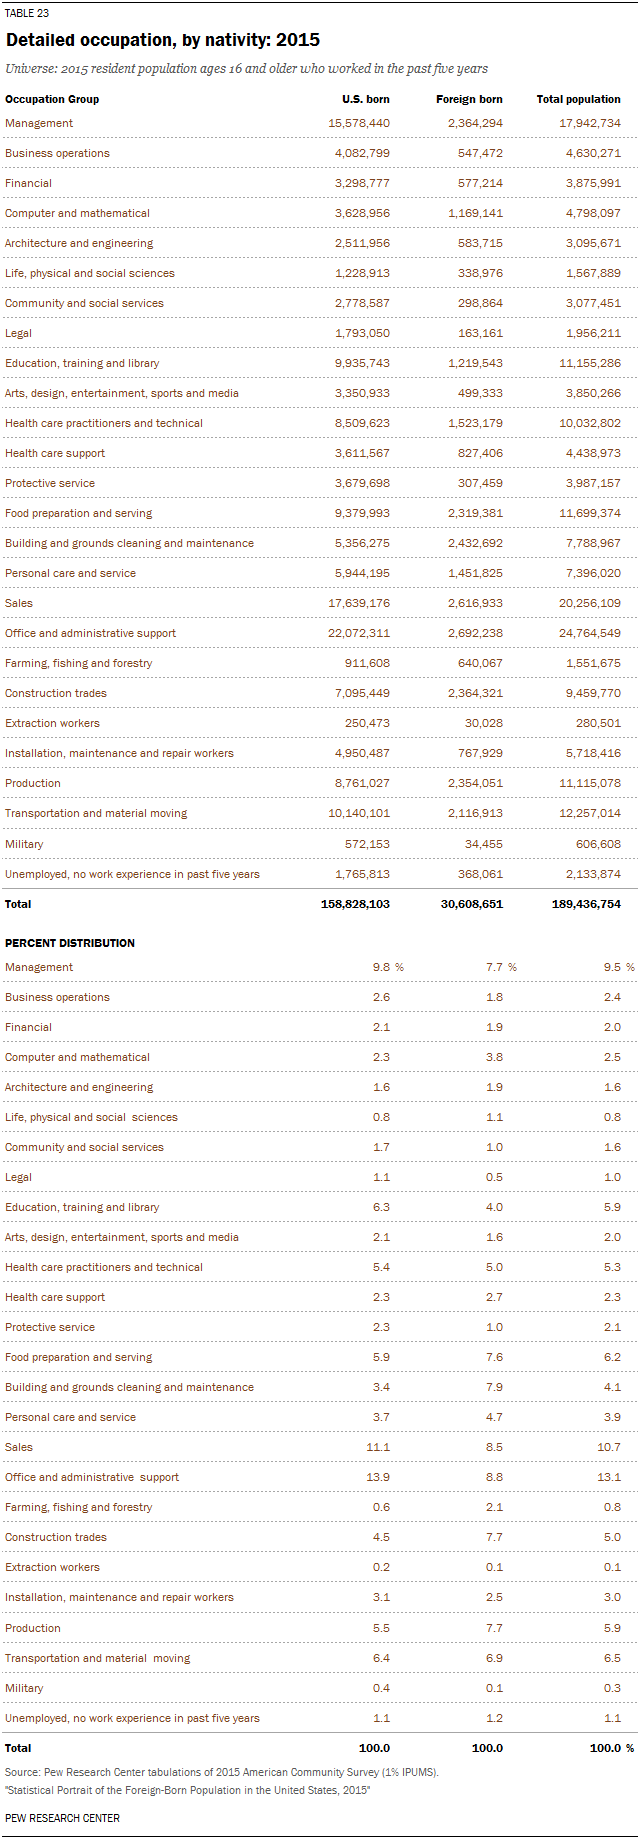 TABLE 23
Detailed occupation, by nativity: 2015
Universe: 2015 resident population ages 16 and older who worked in the past five years
Occupation Group U.S. born Foreign born Total population
Management 15,578,440 2,364,294 17,942,734
Business operations 4,082,799 547,472 4,630,271
Financial 3,298,777 577,214 3,875,991
Computer and mathematical 3,628,956 1,169,141 4,798,097
Architecture and engineering 2,511,956 583,715 3,095,671
Life, physical and social sciences 1,228,913 338,976 1,567,889
Community and social services 2,778,587 298,864 3,077,451
Legal 1,793,050 163,161 1,956,211
Education, training and library 9,935,743 1,219,543 11,155,286
Arts, design, entertainment, sports and media 3,350,933 499,333 3,850,266
Health care practitioners and technical 8,509,623 1,523,179 10,032,802
Health care support 3,611,567 827,406 4,438,973
Protective service 3,679,698 307,459 3,987,157
Food preparation and serving 9,379,993 2,319,381 11,699,374
Building and grounds cleaning and maintenance 5,356,275 2,432,692 7,788,967
Personal care and service 5,944,195 1,451,825 7,396,020
Sales 17,639,176 2,616,933 20,256,109
Office and administrative support 22,072,311 2,692,238 24,764,549
Farming, fishing and forestry 911,608 640,067 1,551,675
Construction trades 7,095,449 2,364,321 9,459,770
Extraction workers 250,473 30,028 280,501
Installation, maintenance and repair workers 4,950,487 767,929 5,718,416
Production 8,761,027 2,354,051 11,115,078
Transportation and material moving 10,140,101 2,116,913 12,257,014
Military 572,153 34,455 606,608
Unemployed, no work experience in past five years 1,765,813 368,061 2,133,874
Total 158,828,103 30,608,651 189,436,754
PERCENT DISTRIBUTION
Management 9.8 % 7.7 % 9.5 %
Business operations 2.6 1.8 2.4
Financial 2.1 1.9 2.0
Computer and mathematical 2.3 3.8 2.5
Architecture and engineering 1.6 1.9 1.6
Life, physical and social sciences 0.8 1.1 0.8
Community and social services 1.7 1.0 1.6
Legal 1.1 0.5 1.0
Education, training and library 6.3 4.0 5.9
Arts, design, entertainment, sports and media 2.1 1.6 2.0
Health care practitioners and technical 5.4 5.0 5.3
Health care support 2.3 2.7 2.3
Protective service 2.3 1.0 2.1
Food preparation and serving 5.9 7.6 6.2
Building and grounds cleaning and maintenance 3.4 7.9 4.1
Personal care and service 3.7 4.7 3.9
Sales 11.1 8.5 10.7
Office and administrative support 13.9 8.8 13.1
Farming, fishing and forestry 0.6 2.1 0.8
Construction trades 4.5 7.7 5.0
Extraction workers 0.2 0.1 0.1
Installation, maintenance and repair workers 3.1 2.5 3.0
Production 5.5 7.7 5.9
Transportation and material moving 6.4 6.9 6.5
Military 0.4 0.1 0.3
Unemployed, no work experience in past five years 1.1 1.2 1.1
Total 100.0 100.0 100.0 %
Source: Pew Research Center tabulations of 2015 American Community Survey (1% IPUMS).
"Statistical Portrait of the Foreign-Born Population in the United States, 2015"
PEW RESEARCH CENTER